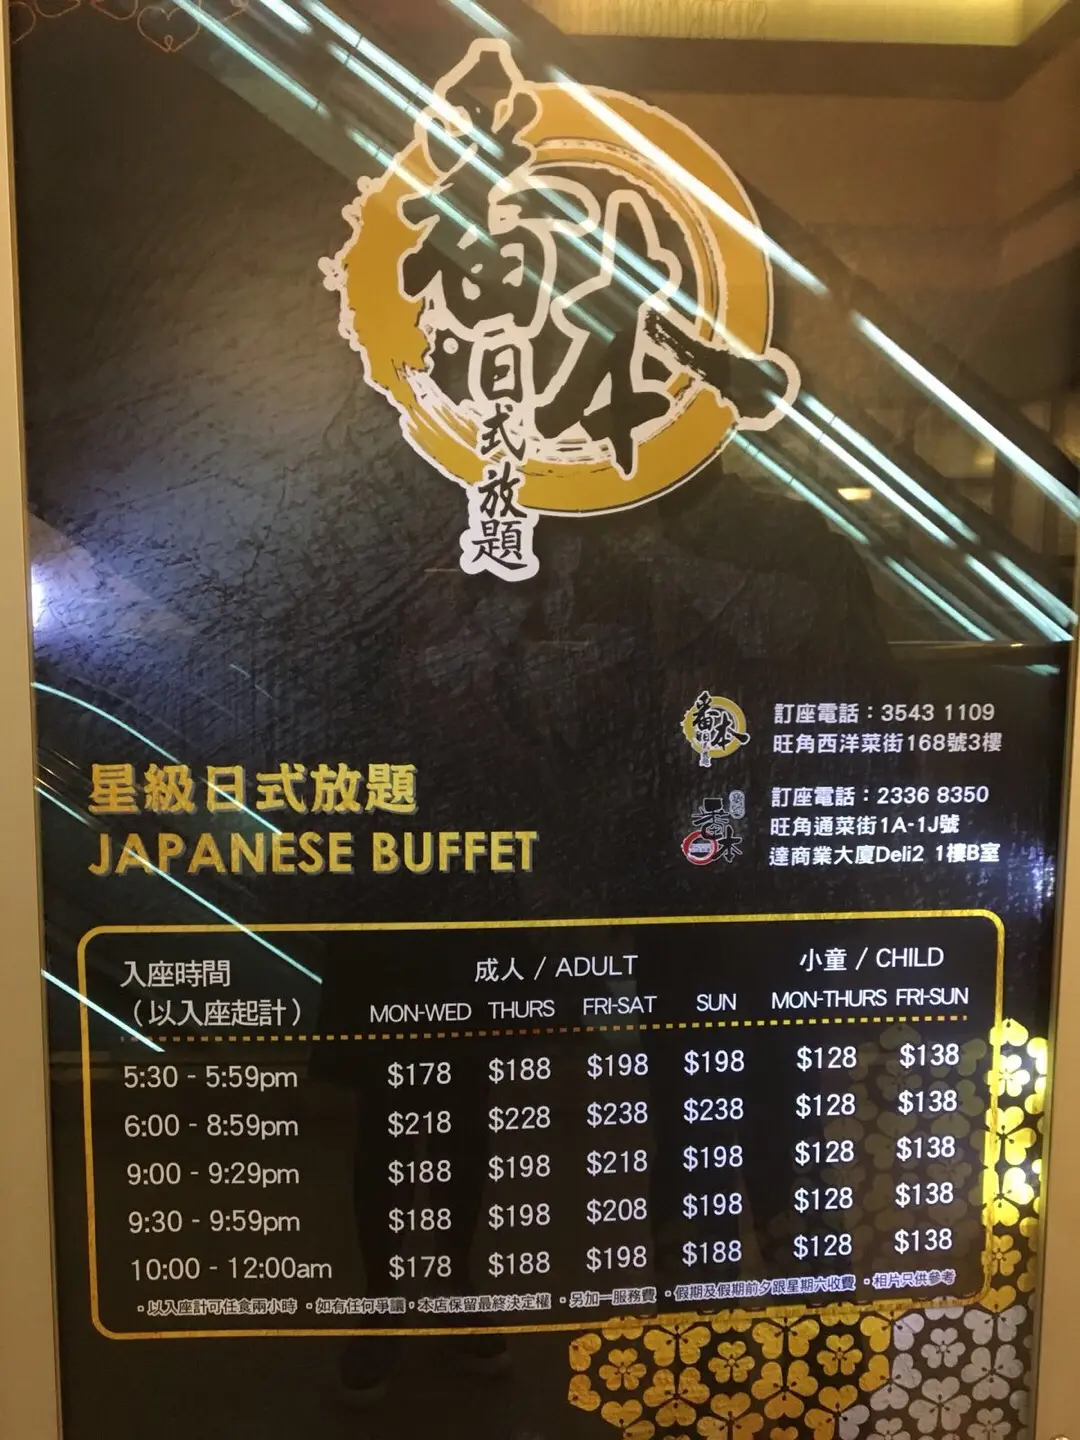 番本
日式放題
番本
日式放題
訂座電話：3543 1109
旺角西洋菜街168號3樓
番本
訂座電話：2336 8350
旺角通菜街1A-1J號
達商業大廈Deli2 1樓B室
星級日式放題
JAPANESE BUFFET
入座時間 成人 / ADULT 小童 / CHILD
（以入座起計） MON-WED THURS FRI-SAT SUN MON-THURS FRI-SUN
5:30 - 5:59pm $178 $188 $198 $198 $128 $138
6:00 - 8:59pm $218 $228 $238 $238 $128 $138
9:00 - 9:29pm $188 $198 $218 $198 $128 $138
9:30 - 9:59pm $188 $198 $208 $198 $128 $138
10:00 - 12:00am $178 $188 $198 $188 $128 $138
・以入座計可任食兩小時 ・如有任何爭議，本店保留最終決定權 ・另加一服務費 ・假期及假期前夕跟星期六收費 ・相片只供參考